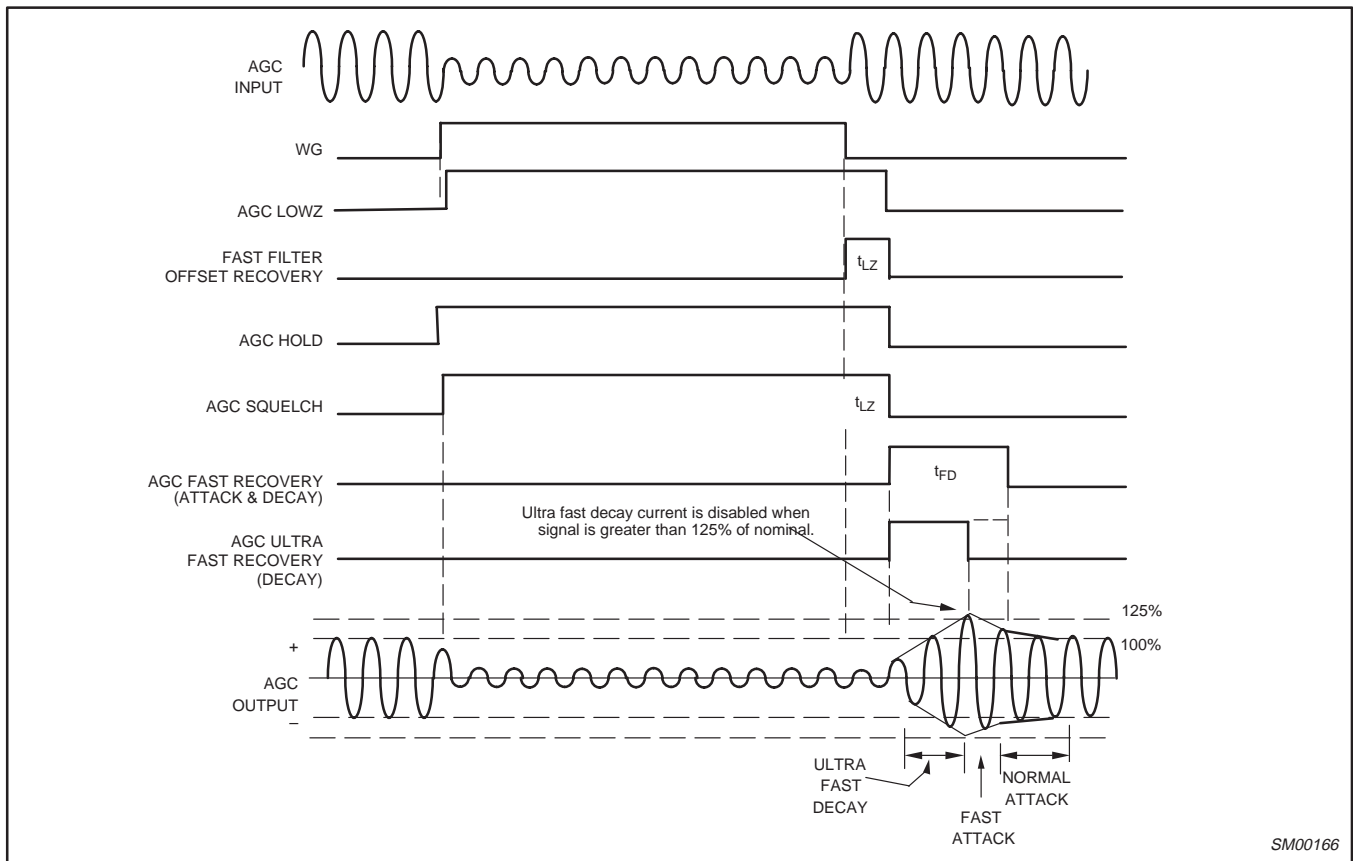 AGC
INPUT
WG
AGC LOWZ
FAST FILTER
OFFSET RECOVERY
tLZ
AGC HOLD
AGC SQUELCH
tLZ
AGC FAST RECOVERY
(ATTACK & DECAY)
tFD
Ultra fast decay current is disabled when
signal is greater than 125% of nominal.
AGC ULTRA
FAST RECOVERY
(DECAY)
125%
100%
+
AGC
OUTPUT
–
ULTRA
FAST
DECAY
FAST
ATTACK
NORMAL
ATTACK
SM00166